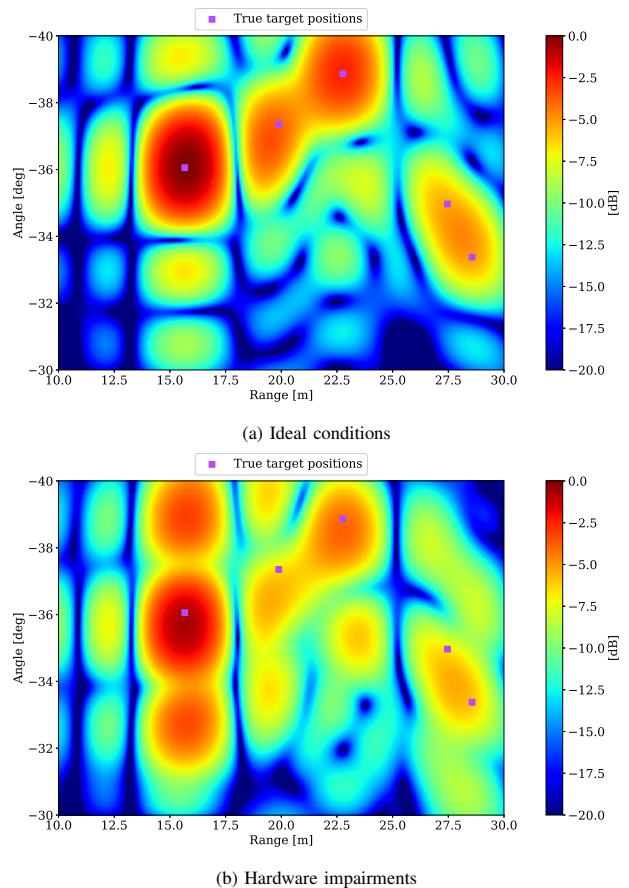 True target positions
−40
−38
−36
−34
−32
−30
Angle [deg]
10.0 12.5 15.0 17.5 20.0 22.5 25.0 27.5 30.0
Range [m]
0.0
−2.5
−5.0
−7.5
−10.0
−12.5
−15.0
−17.5
−20.0
[dB]
(a) Ideal conditions
True target positions
−40
−38
−36
−34
−32
−30
Angle [deg]
10.0 12.5 15.0 17.5 20.0 22.5 25.0 27.5 30.0
Range [m]
0.0
−2.5
−5.0
−7.5
−10.0
−12.5
−15.0
−17.5
−20.0
[dB]
(b) Hardware impairments